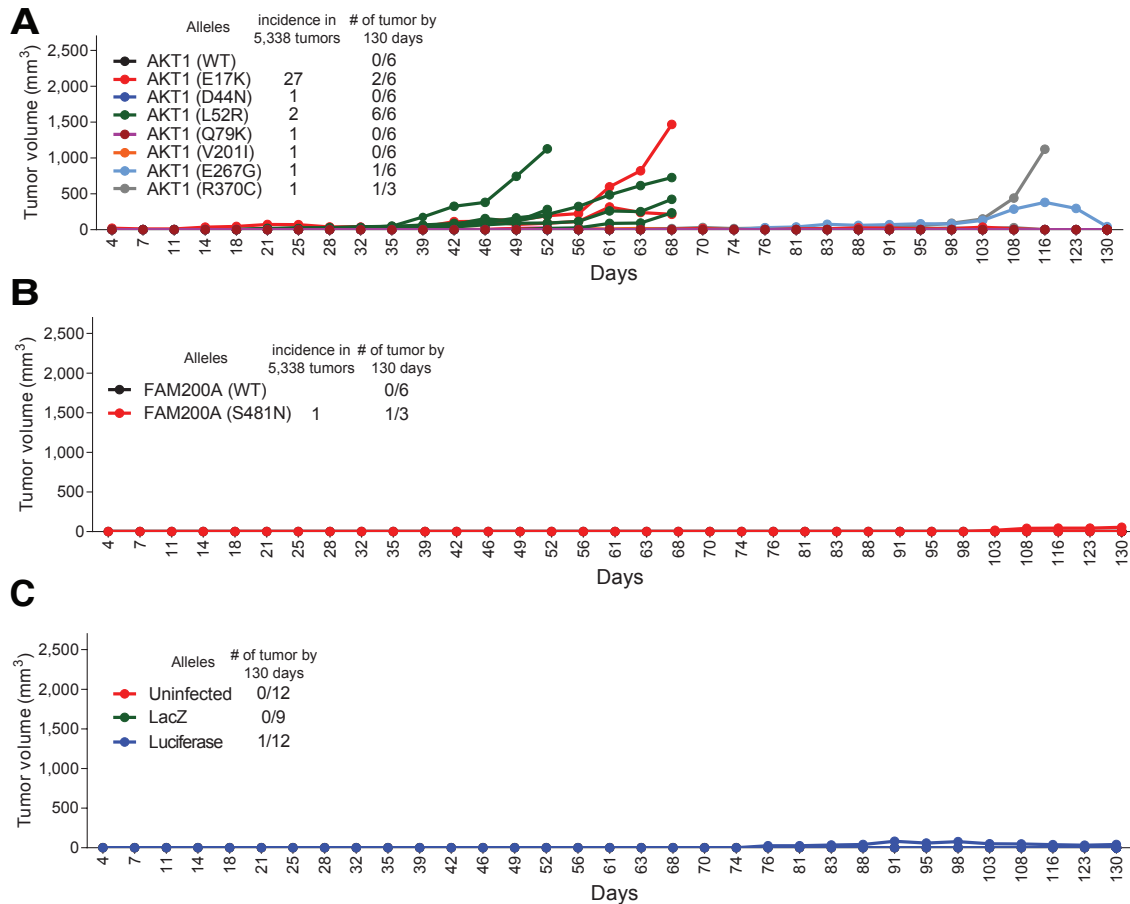 A
Alleles incidence in 5,338 tumors # of tumor by 130 days
AKT1 (WT) 0/6
AKT1 (E17K) 27 2/6
AKT1 (D44N) 1 0/6
AKT1 (L52R) 2 6/6
AKT1 (Q79K) 1 0/6
AKT1 (V201I) 1 0/6
AKT1 (E267G) 1 1/6
AKT1 (R370C) 1 1/3
Tumor volume (mm3)
2,500
2,000
1,500
1,000
500
0
4 7 11 14 18 21 25 28 32 35 39 42 46 49 52 56 61 63 68 70 74 76 81 83 88 91 95 98 103 108 116 123 130
Days
B
Alleles incidence in 5,338 tumors # of tumor by 130 days
FAM200A (WT) 0/6
FAM200A (S481N) 1 1/3
Tumor volume (mm3)
2,500
2,000
1,500
1,000
500
0
4 7 11 14 18 21 25 28 32 35 39 42 46 49 52 56 61 63 68 70 74 76 81 83 88 91 95 98 103 108 116 123 130
Days
C
Alleles # of tumor by 130 days
Uninfected 0/12
LacZ 0/9
Luciferase 1/12
Tumor volume (mm3)
2,500
2,000
1,500
1,000
500
0
4 7 11 14 18 21 25 28 32 35 39 42 46 49 52 56 61 63 68 70 74 76 81 83 88 91 95 98 103 108 116 123 130
Days